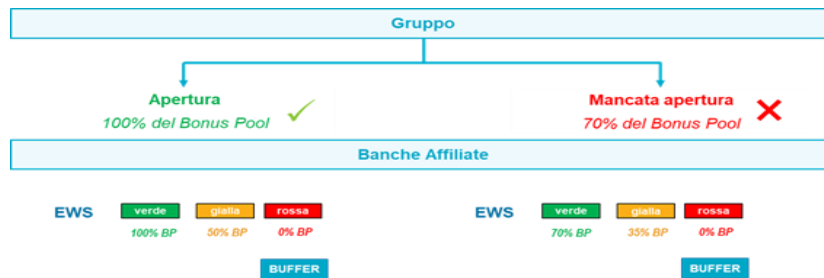 Gruppo
Apertura
100% del Bonus Pool
Mancata apertura
70% del Bonus Pool
Banche Affiliate
EWS verde gialla rossa
100% BP 50% BP 0% BP
BUFFER
EWS verde gialla rossa
70% BP 35% BP 0% BP
BUFFER